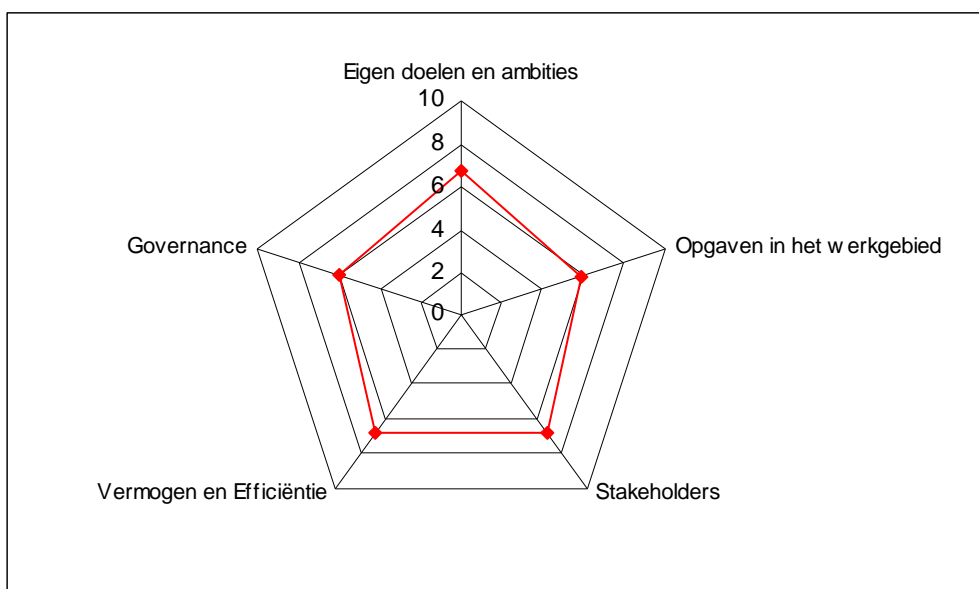 Eigen doelen en ambities
10
8
6
4
2
0
Governance
Opgaven in het w erkgebied
Vermogen en Efficiëntie
Stakeholders